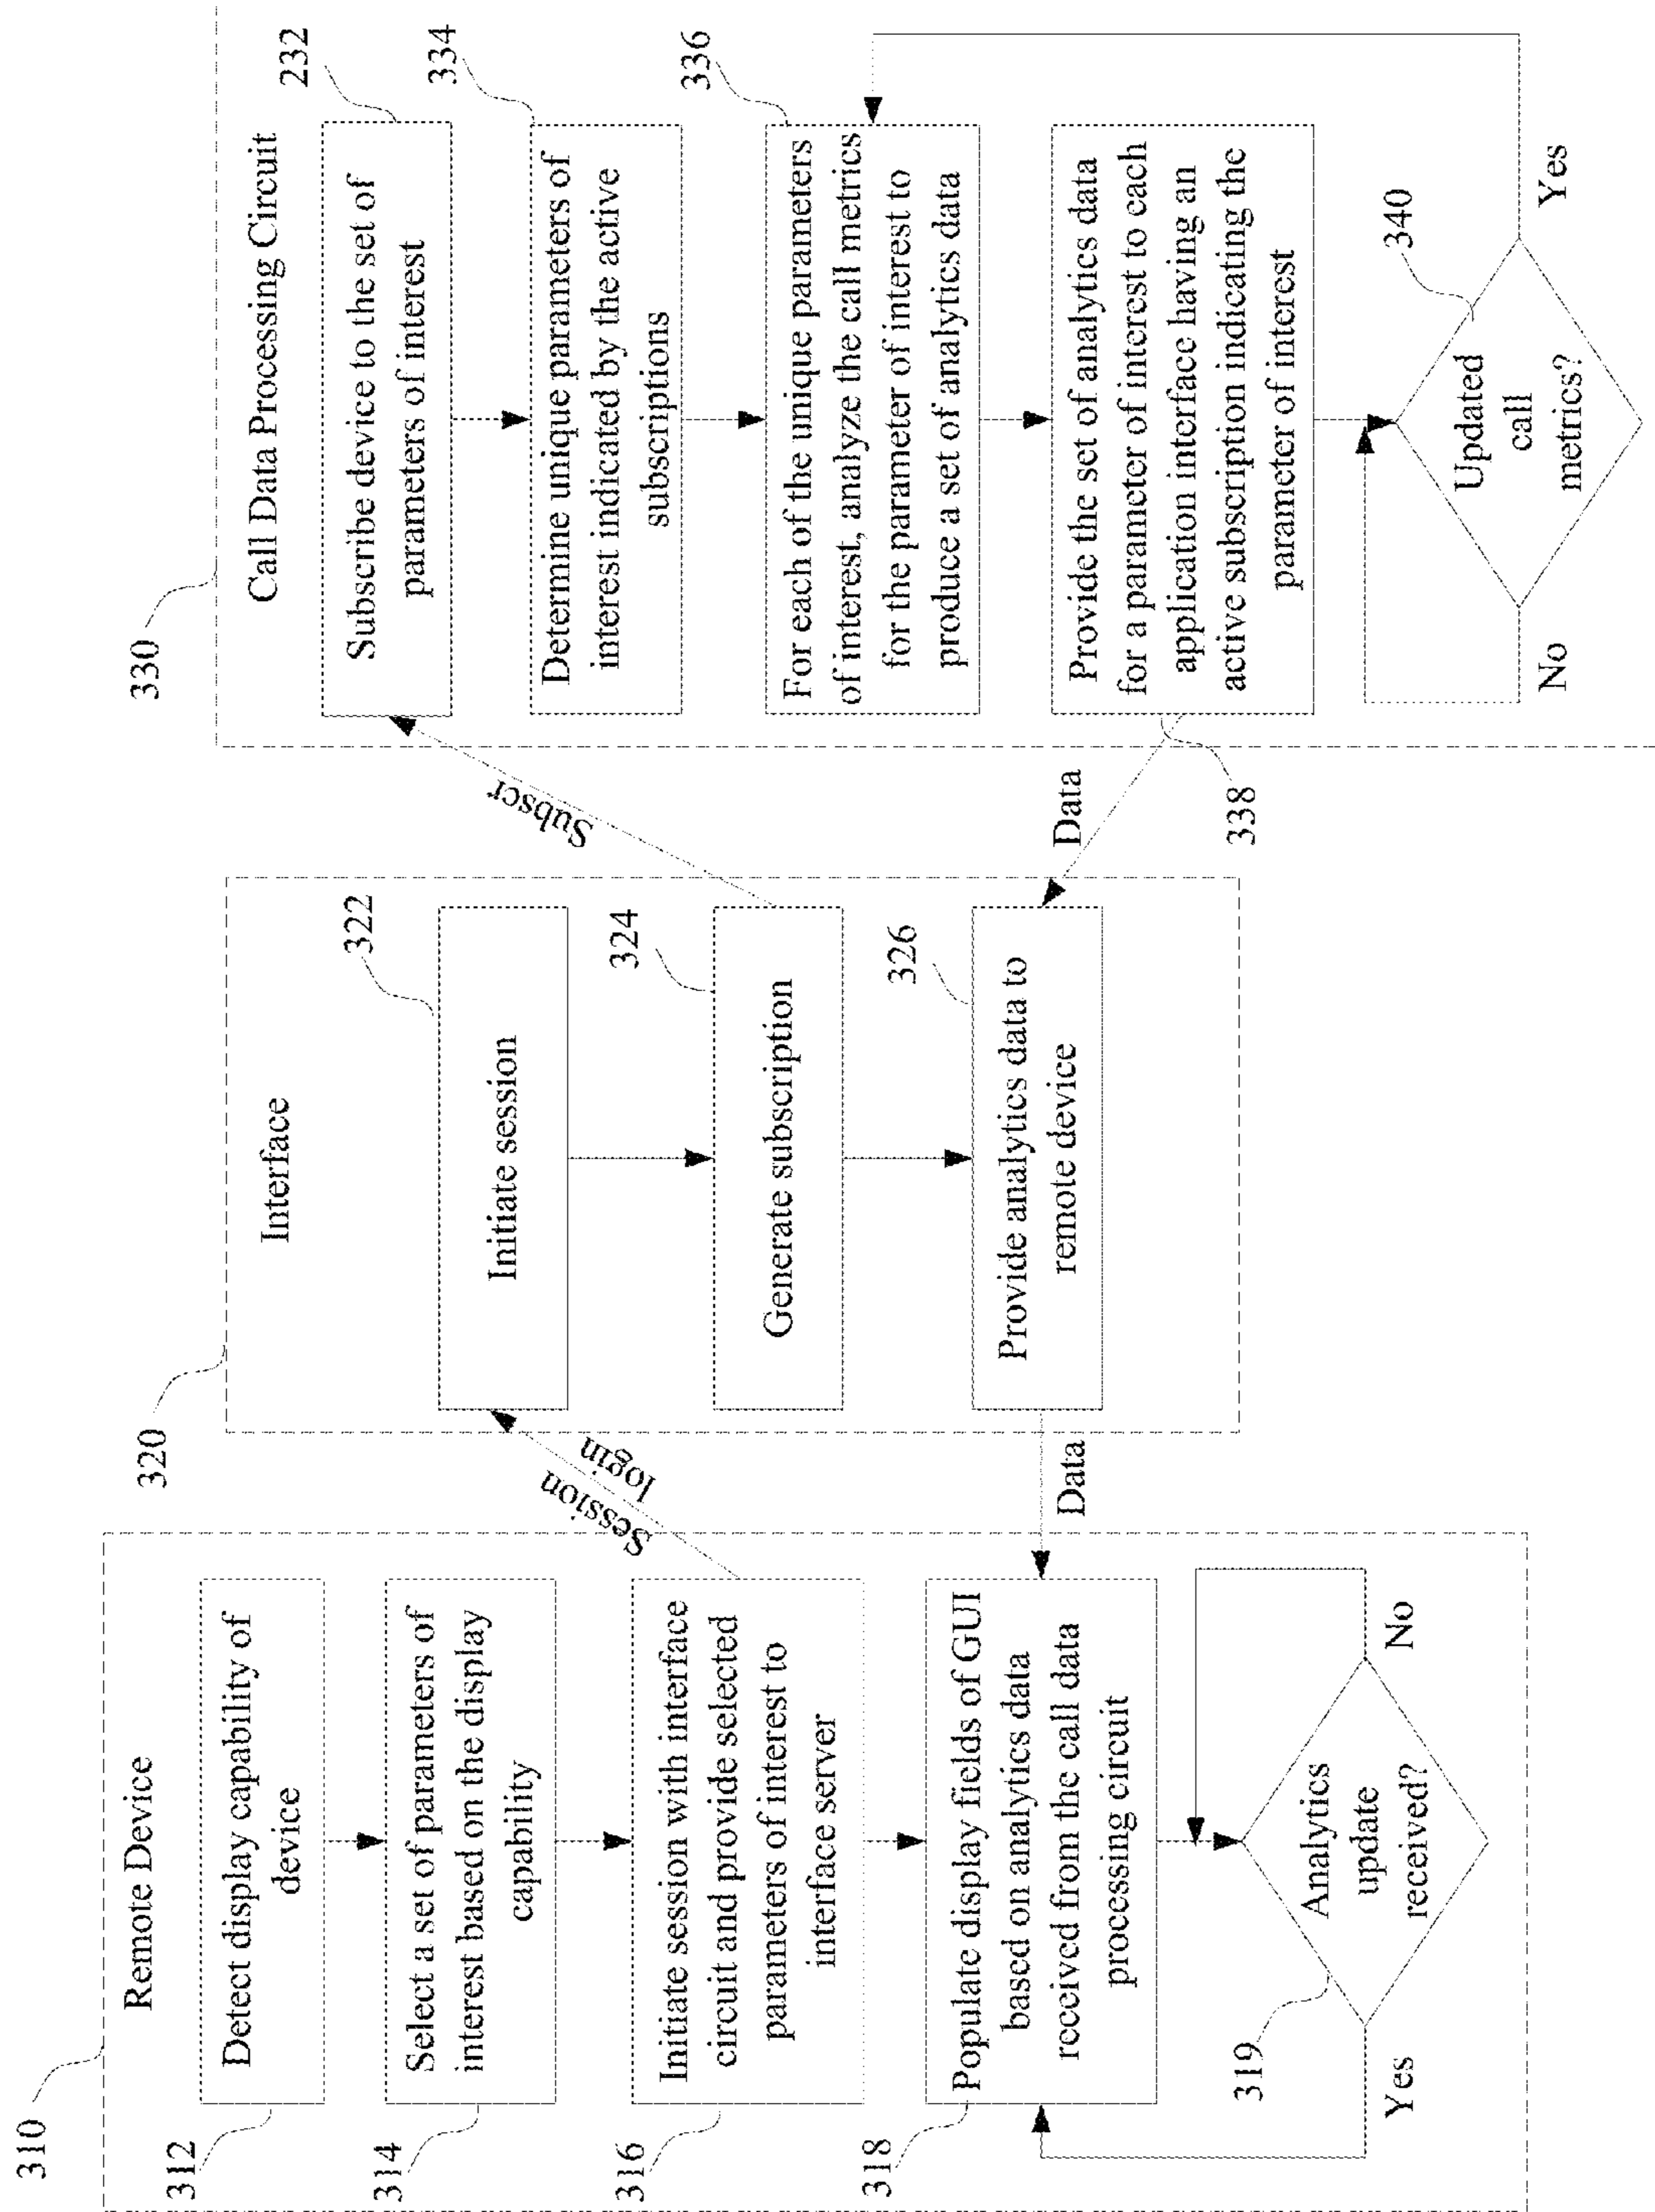 310
Remote Device
312
Detect display capability of
device
314
Select a set of parameters of
interest based on the display
capability
316
Initiate session with interface
circuit and provide selected
parameters of interest to
interface server
318
Populate display fields of GUI
based on analytics data
received from the call data
processing circuit
319
Analytics
update
received?
Yes
No
Session
login
Data
320
Interface
322
Initiate session
324
Generate subscription
326
Provide analytics data to
remote device
Subscr
Data
330
Call Data Processing Circuit
232
Subscribe device to the set of
parameters of interest
334
Determine unique parameters of
interest indicated by the active
subscriptions
336
For each of the unique parameters
of interest, analyze the call metrics
for the parameter of interest to
produce a set of analytics data
338
Provide the set of analytics data
for a parameter of interest to each
application interface having an
active subscription indicating the
parameter of interest
340
Updated
call
metrics?
No
Yes